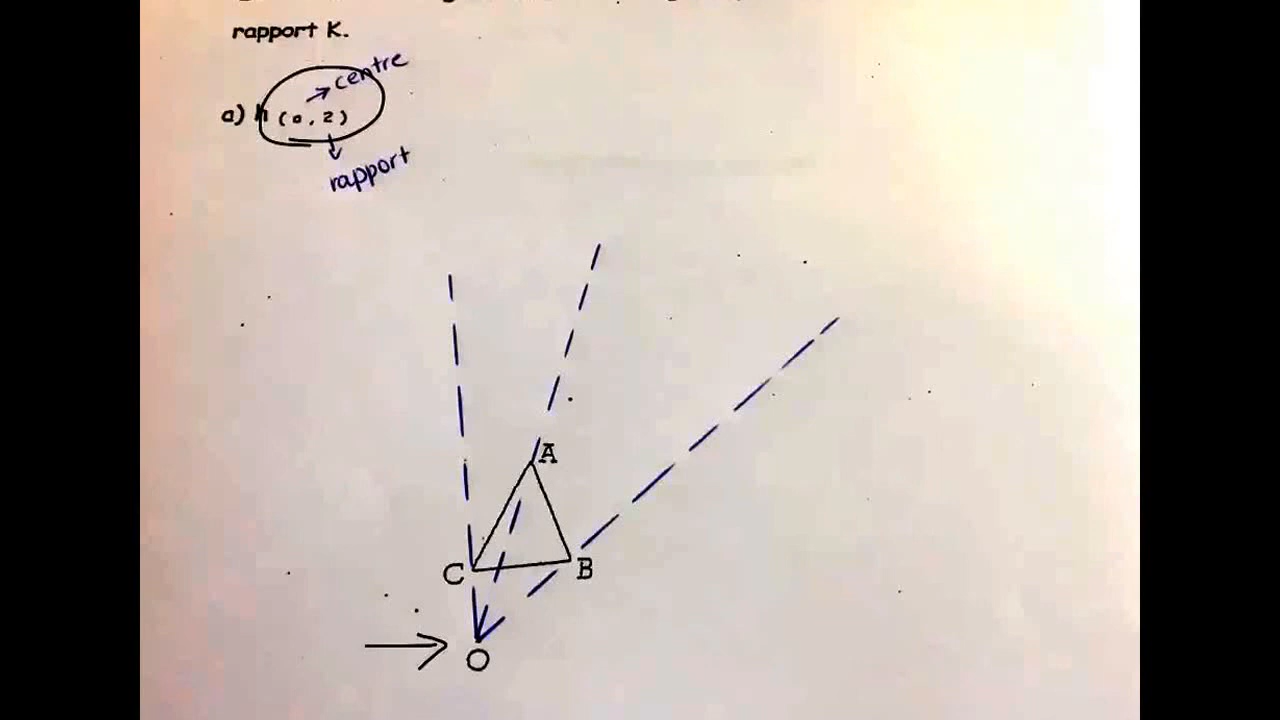 rapport K.
centre
a) h (o, 2)
rapport
A
C
B
O